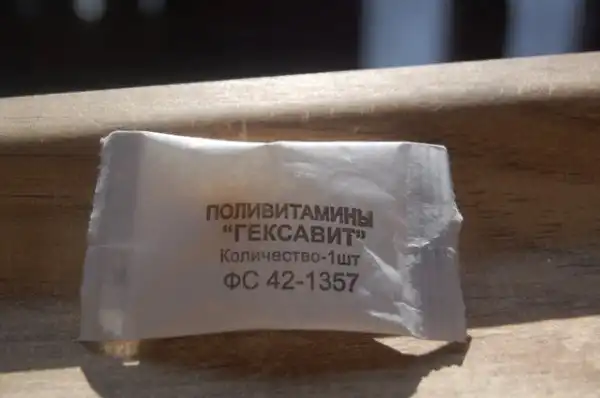 ПОЛИВИТАМИНЫ
"ГЕКСАВИТ"
Количество-1шт
ФС 42-1357